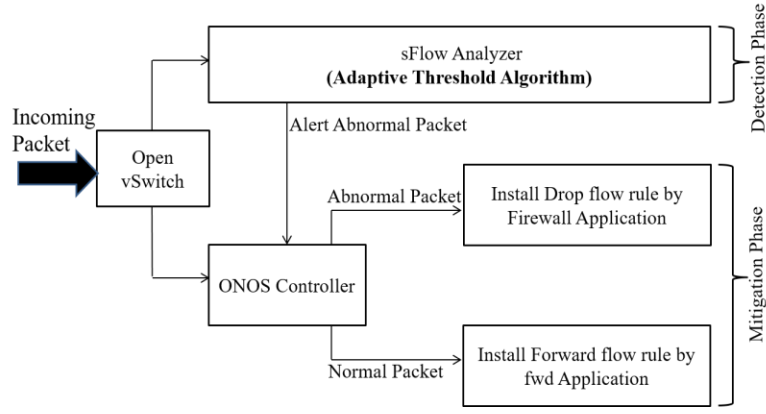 sFlow Analyzer
(Adaptive Threshold Algorithm)
Detection Phase
Incoming
Packet
Open
vSwitch
Alert Abnormal Packet
Abnormal Packet
Install Drop flow rule by
Firewall Application
Mitigation Phase
ONOS Controller
Normal Packet
Install Forward flow rule by
fwd Application